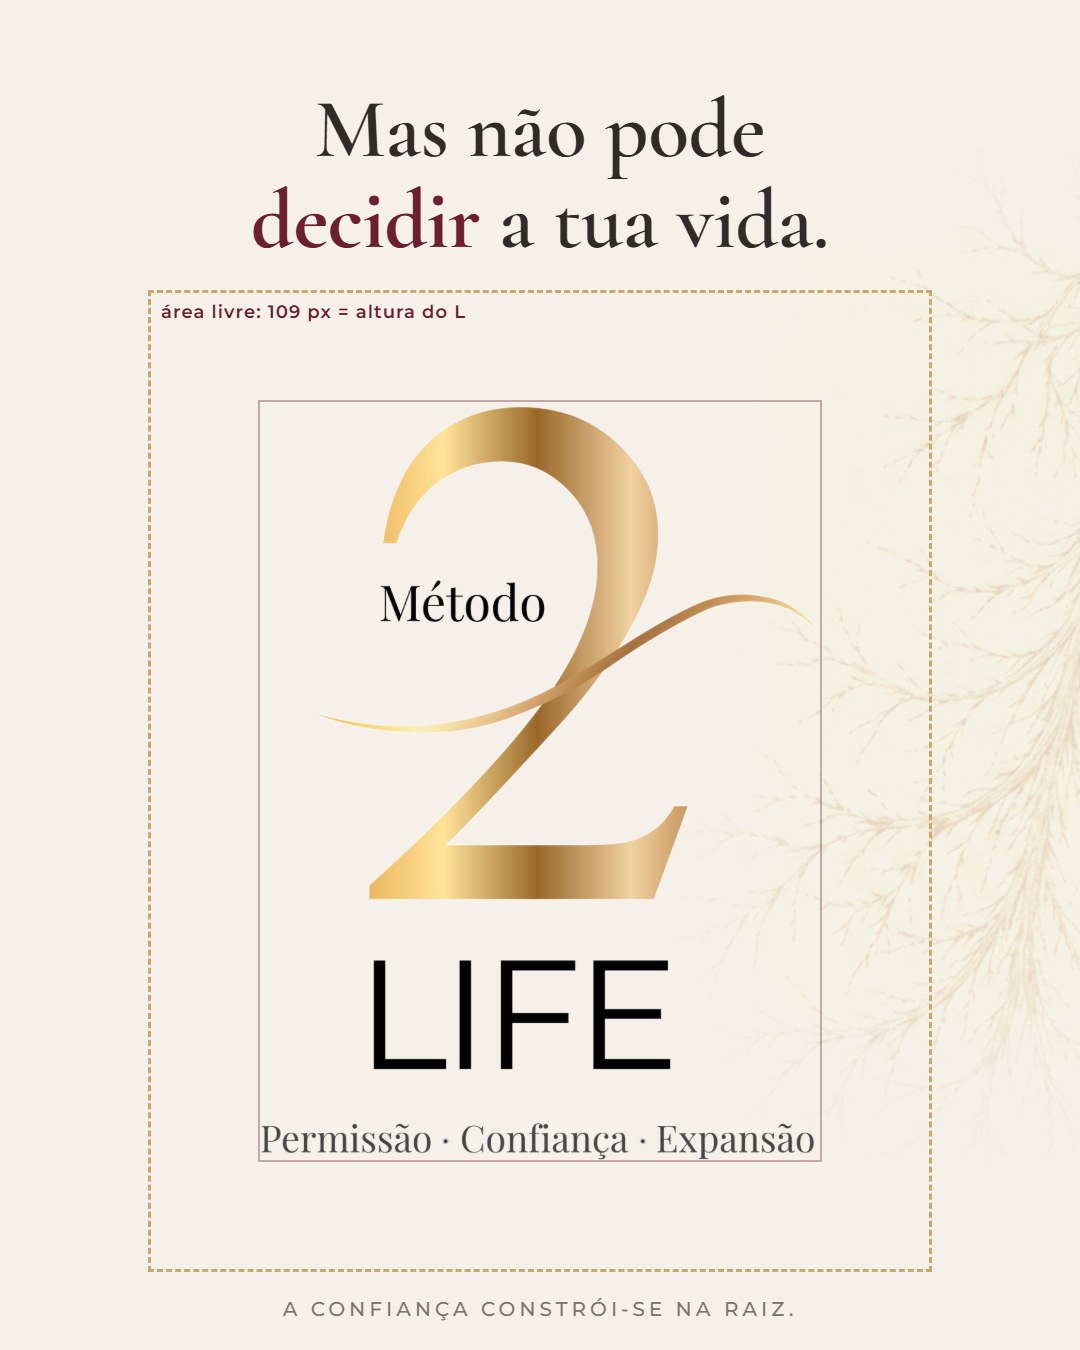 Mas não pode
decidir a tua vida.
área livre: 109 px = altura do L
2
Método
LIFE
Permissão · Confiança · Expansão
A CONFIANÇA CONSTRÓI-SE NA RAIZ.